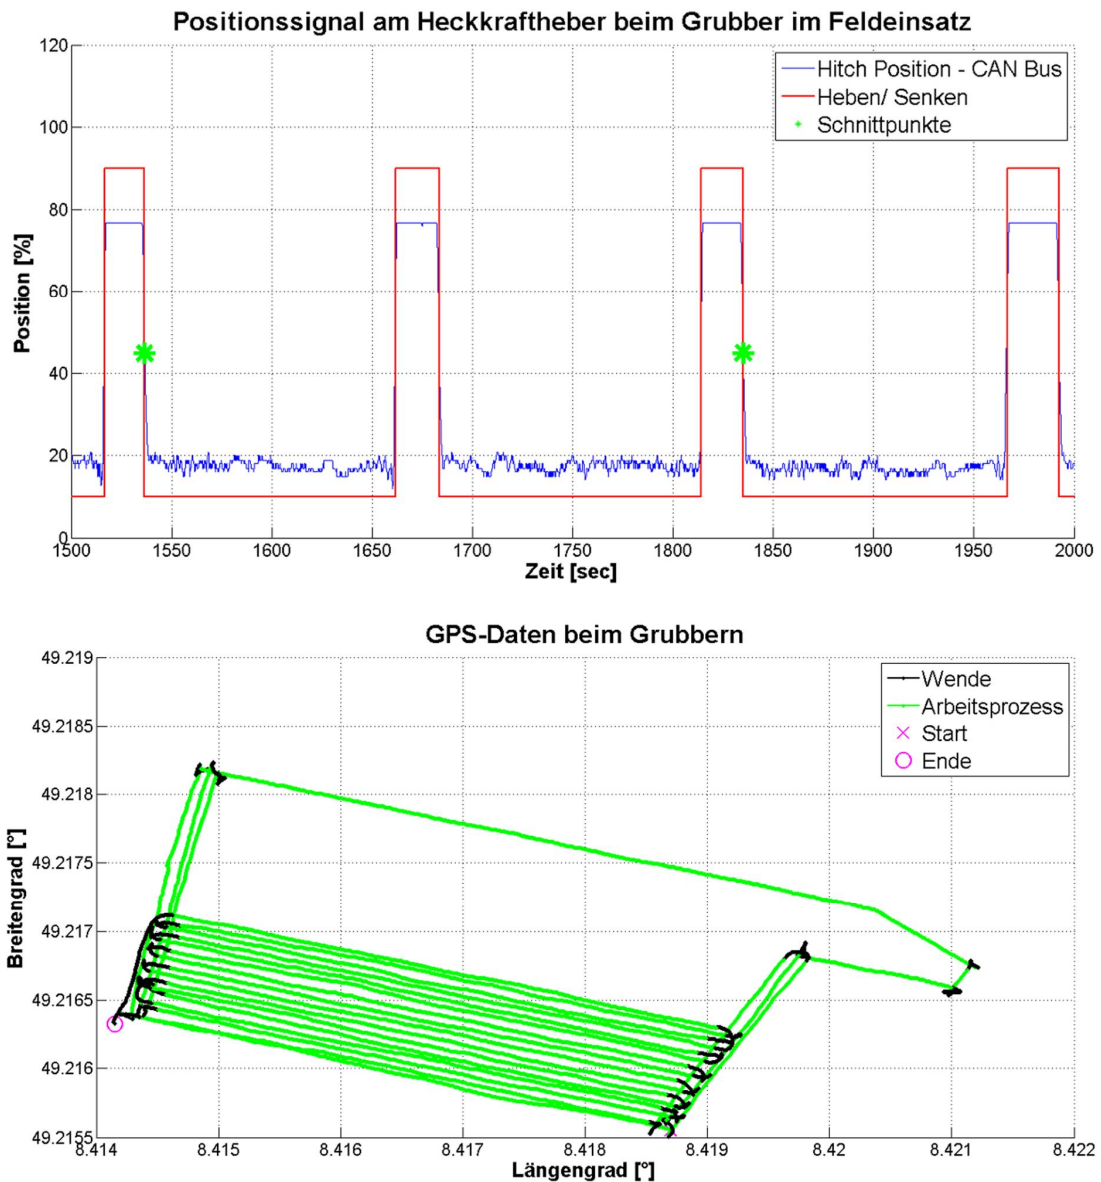 Positionssignal am Heckkraftheber beim Grubber im Feldeinsatz
120
100
80
60
40
20
0
Position [%]
Hitch Position - CAN Bus
Heben/ Senken
Schnittpunkte
1500 1550 1600 1650 1700 1750 1800 1850 1900 1950 2000
Zeit [sec]
GPS-Daten beim Grubbern
49.219
49.2185
49.218
49.2175
49.217
49.2165
49.216
49.2155
Breitengrad [°]
Wende
Arbeitsprozess
Start
Ende
8.414 8.415 8.416 8.417 8.418 8.419 8.42 8.421 8.422
Längengrad [°]